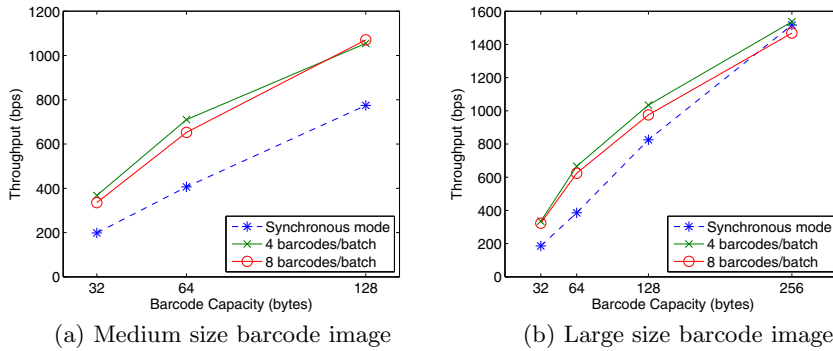 1200
1000
800
600
400
200
0
32
64
128
Throughput (bps)
Barcode Capacity (bytes)
Synchronous mode
4 barcodes/batch
8 barcodes/batch
(a) Medium size barcode image
1600
1400
1200
1000
800
600
400
200
0
32
64
128
256
Throughput (bps)
Barcode Capacity (bytes)
Synchronous mode
4 barcodes/batch
8 barcodes/batch
(b) Large size barcode image